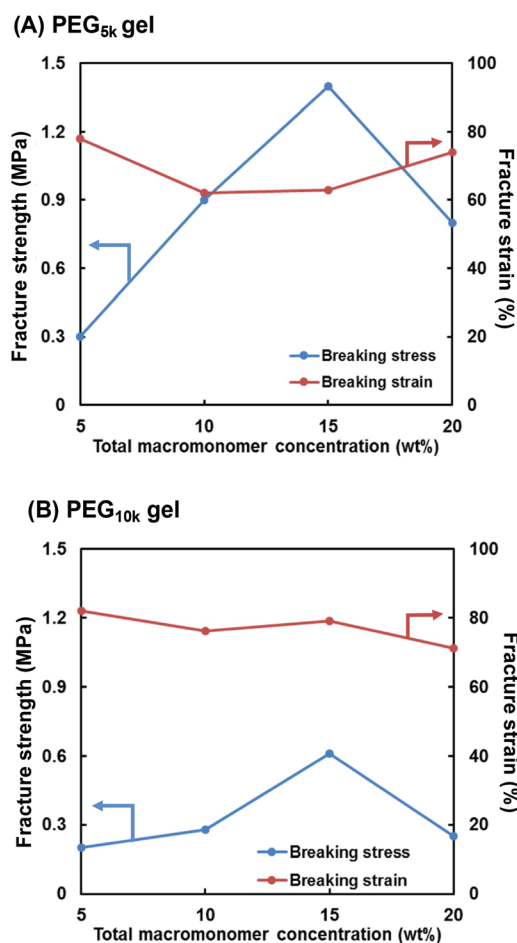 (A) PEG5k gel
1.5
1.2
0.9
0.6
0.3
0
Fracture strength (MPa)
100
80
60
40
20
0
Fracture strain (%)
Breaking stress
Breaking strain
5 10 15 20
Total macromonomer concentration (wt%)
(B) PEG10k gel
1.5
1.2
0.9
0.6
0.3
0
Fracture strength (MPa)
100
80
60
40
20
0
Fracture strain (%)
Breaking stress
Breaking strain
5 10 15 20
Total macromonomer concentration (wt%)